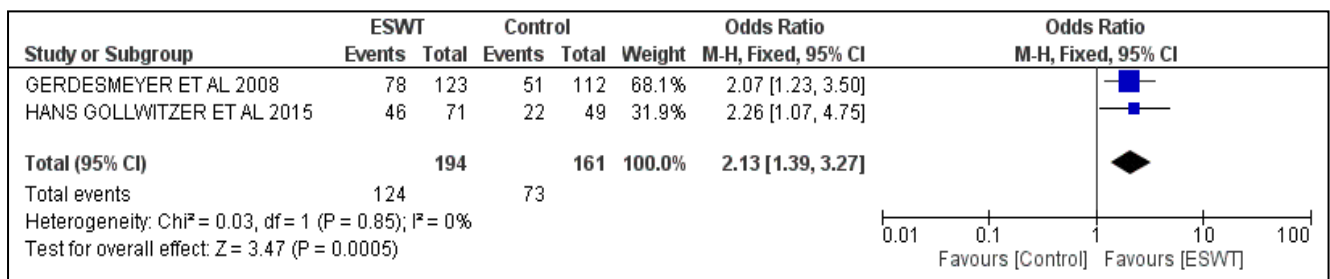 ESWT Control Odds Ratio Odds Ratio
Study or Subgroup Events Total Events Total Weight M-H, Fixed, 95% CI M-H, Fixed, 95% CI
GERDESMEYER ET AL 2008 78 123 51 112 68.1% 2.07 [1.23, 3.50]
HANS GOLLWITZER ET AL 2015 46 71 22 49 31.9% 2.26 [1.07, 4.75]
Total (95% CI) 194 161 100.0% 2.13 [1.39, 3.27]
Total events 124 73
Heterogeneity: Chi² = 0.03, df = 1 (P = 0.85); I² = 0%
Test for overall effect: Z = 3.47 (P = 0.0005)
0.01 0.1 1 10 100
Favours [Control] Favours [ESWT]